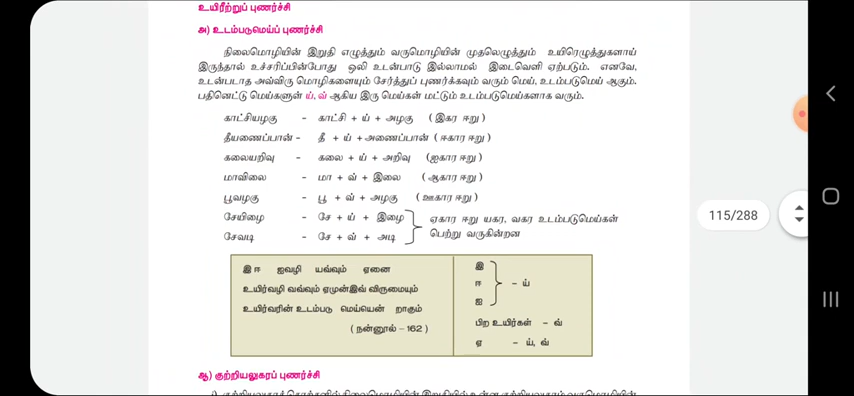 உயிரீற்றுப் புணர்ச்சி
அ) உடம்படுமெய்ப் புணர்ச்சி
நிலைமொழியின் இறுதி எழுத்தும் வருமொழியின் முதலெழுத்தும் உயிரெழுத்துகளாய்
இருந்தால் உச்சரிப்பின்போது ஒலி உடன்பாடு இல்லாமல் இடைவெளி ஏற்படும். எனவே,
உடன்படாத அவ்விரு மொழிகளையும் சேர்த்துப் புணர்க்கவும் வரும் மெய், உடம்படுமெய் ஆகும்.
பதினெட்டு மெய்களுள் ய், வ் ஆகிய இரு மெய்கள் மட்டும் உடம்படுமெய்களாக வரும்.
காட்சியழகு - காட்சி + ய் + அழகு (இகர ஈறு)
தீயணைப்பான் - தீ + ய் + அணைப்பான் (ஈகார ஈறு)
கலையறிவு - கலை + ய் + அறிவு (ஐகார ஈறு)
மாவிலை - மா + வ் + இலை (ஆகார ஈறு)
பூவழகு - பூ + வ் + அழகு (ஊகார ஈறு)
சேயிழை - சே + ய் + இழை
சேவடி - சே + வ் + அடி
ஏகார ஈறு யகர, வகர உடம்படுமெய்கள்
பெற்று வருகின்றன
இ ஈ ஐவழி யவ்வும் ஏனை
உயிர்வழி வவ்வும் ஏமுன்இவ் விருமையும்
உயிர்வரின் உடம்படு மெய்யென் றாகும்
(நன்னூல் - 162)
இ
ஈ - ய்
ஐ
பிற உயிர்கள் - வ்
ஏ - ய், வ்
ஆ) குற்றியலுகரப் புணர்ச்சி
115/288